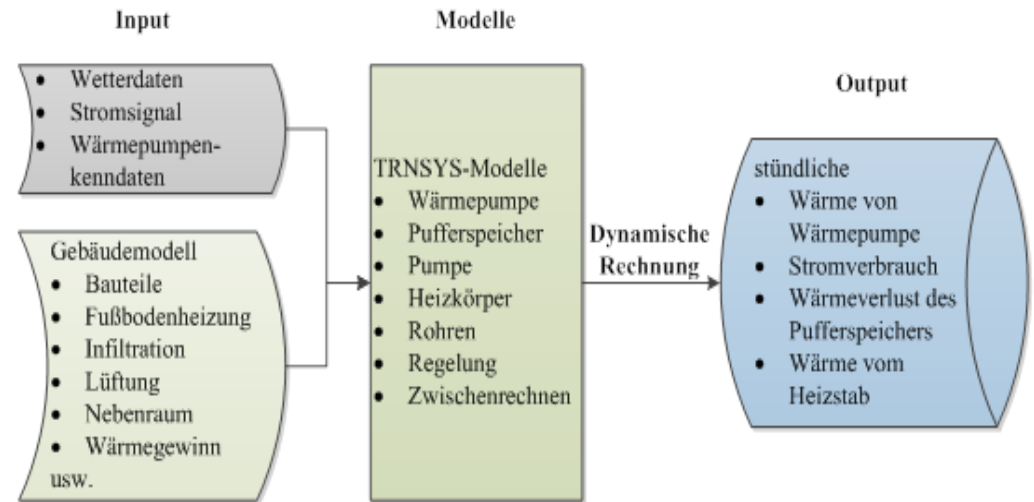 Input
• Wetterdaten
• Stromsignal
• Wärmepumpen-
kenndaten
Gebäudemodell
• Bauteile
• Fußbodenheizung
• Infiltration
• Lüftung
• Nebenraum
• Wärmegewinn
usw.
Modelle
TRNSYS-Modelle
• Wärmepumpe
• Pufferspeicher
• Pumpe
• Heizkörper
• Rohren
• Regelung
• Zwischenrechnen
Dynamische
Rechnung
Output
stündliche
• Wärme von
Wärmepumpe
• Stromverbrauch
• Wärmeverlust des
Pufferspeichers
• Wärme vom
Heizstab